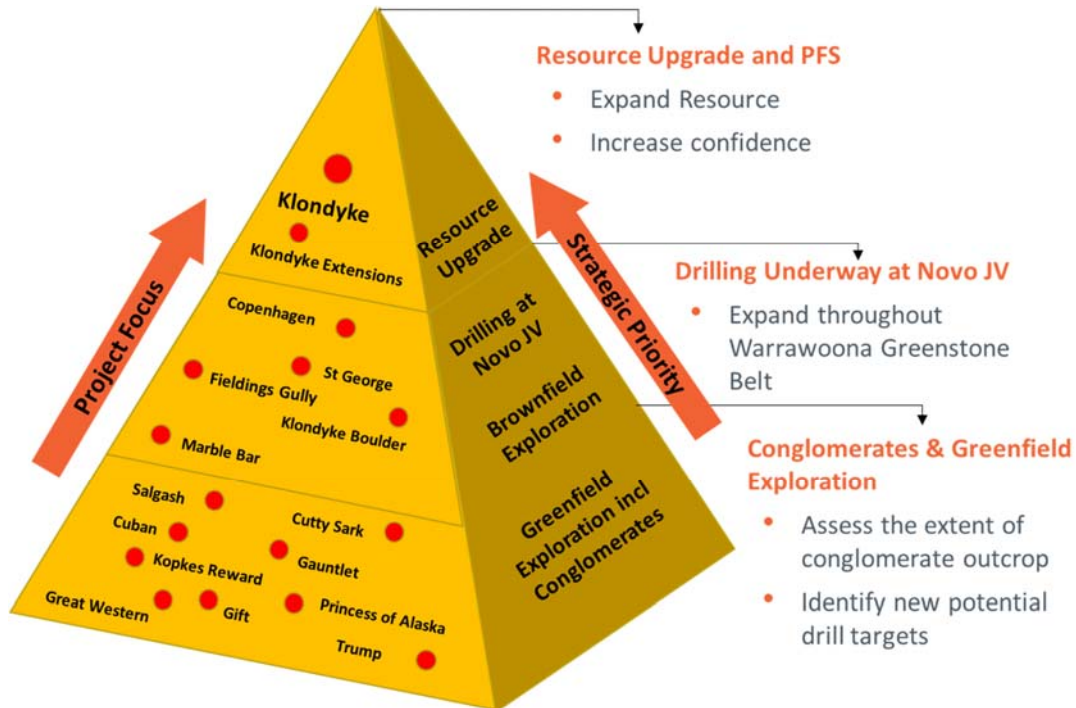 Resource Upgrade and PFS
• Expand Resource
• Increase confidence
Klondyke
Klondyke Extensions
Resource
Upgrade
Project Focus
Strategic Priority
Drilling Underway at Novo JV
• Expand throughout
Warrawoona Greenstone
Belt
Copenhagen
St George
Fieldings Gully
Klondyke Boulder
Marble Bar
Drilling at
Novo JV
Brownfield
Exploration
Conglomerates & Greenfield
Exploration
• Assess the extent of
conglomerate outcrop
• Identify new potential
drill targets
Salgash
Cutty Sark
Cuban
Kopkes Reward
Gauntlet
Great Western
Gift
Princess of Alaska
Trump
Greenfield
Exploration incl
Conglomerates